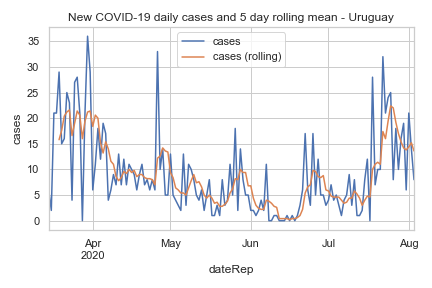 New COVID-19 daily cases and 5 day rolling mean - Uruguay
cases
cases (rolling)
35
30
25
20
15
10
5
0
cases
Apr
2020
May
Jun
Jul
Aug
dateRep